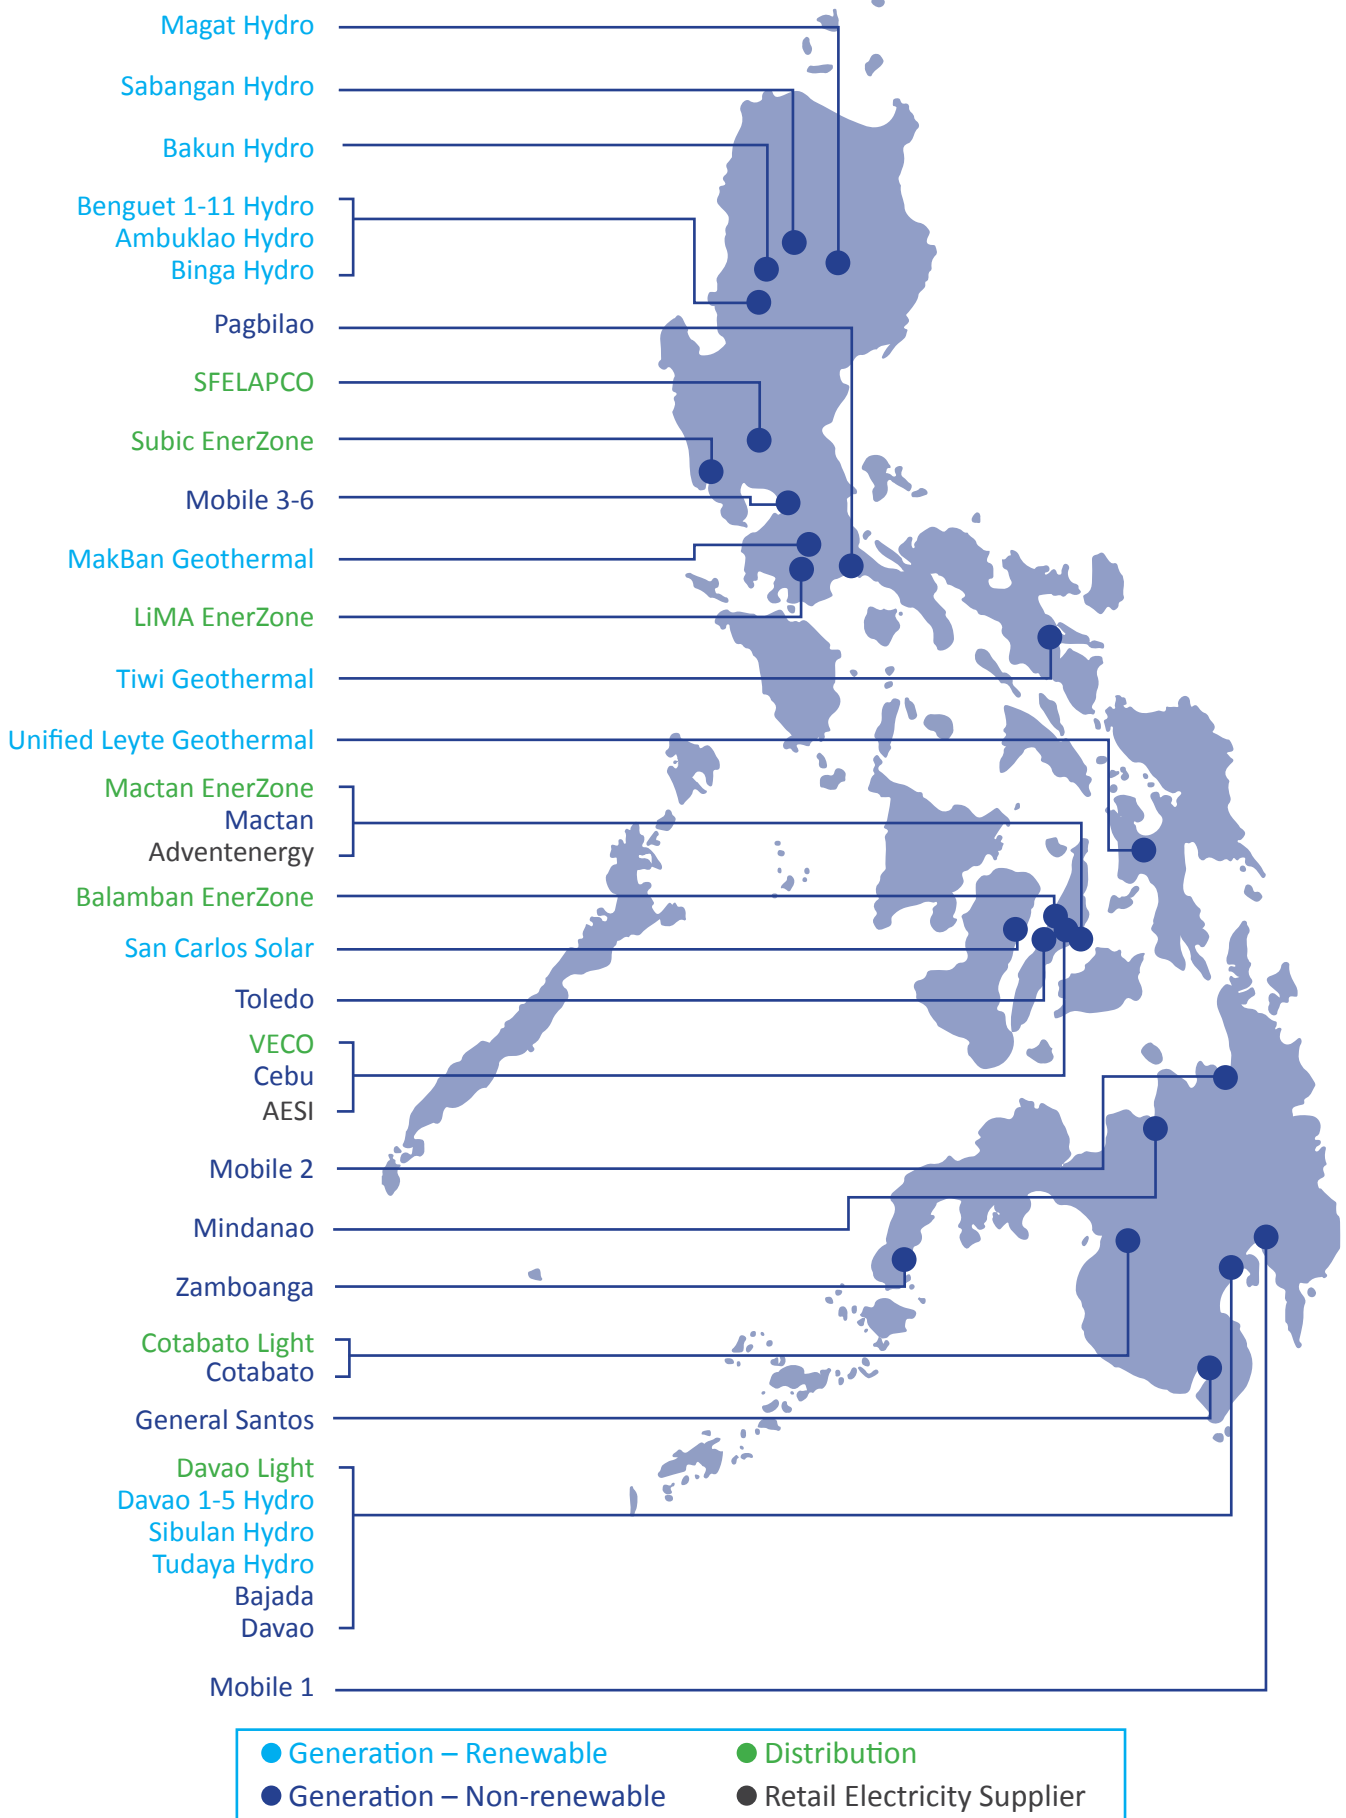 Magat Hydro
Sabangan Hydro
Bakun Hydro
Benguet 1-11 Hydro
Ambuklao Hydro
Binga Hydro
Pagbilao
SFELAPCO
Subic EnerZone
Mobile 3-6
MakBan Geothermal
LiMA EnerZone
Tiwi Geothermal
Unified Leyte Geothermal
Mactan EnerZone
Mactan
Adventenergy
Balamban EnerZone
San Carlos Solar
Toledo
VECO
Cebu
AESI
Mobile 2
Mindanao
Zamboanga
Cotabato Light
Cotabato
General Santos
Davao Light
Davao 1-5 Hydro
Sibulan Hydro
Tudaya Hydro
Bajada
Davao
Mobile 1
Generation – Renewable
Distribution
Generation – Non-renewable
Retail Electricity Supplier